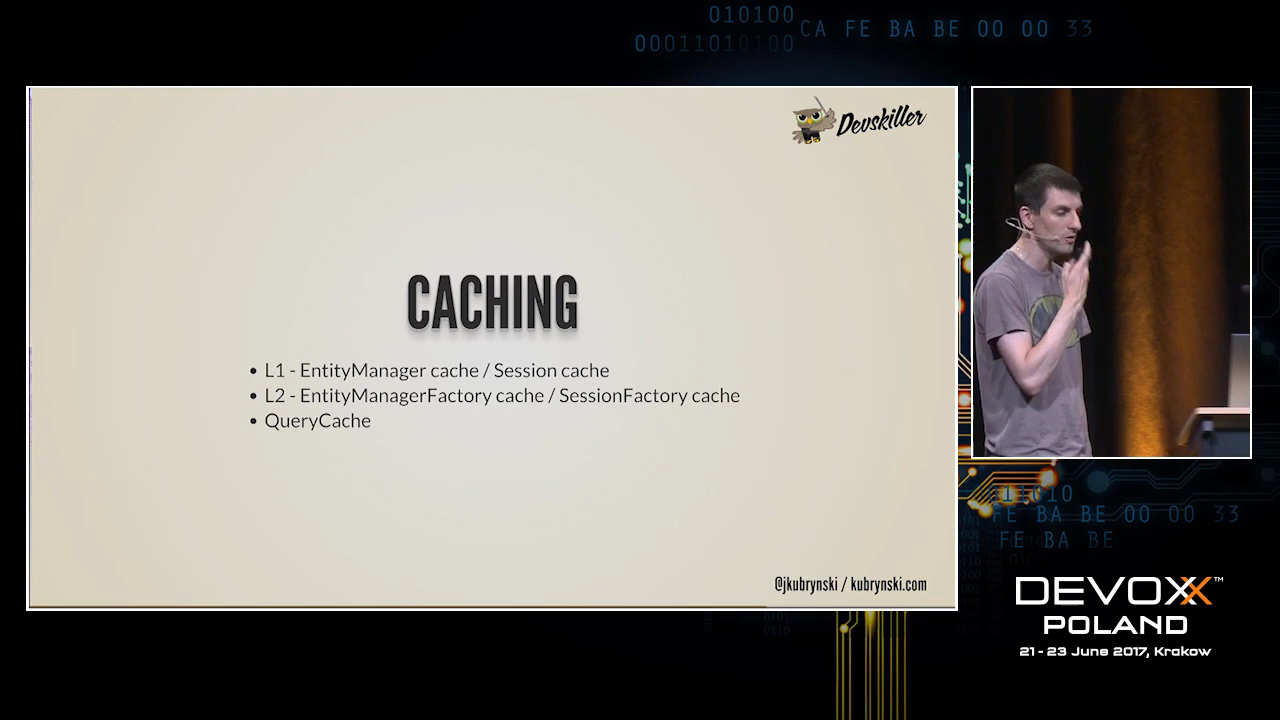 010100
CA FE BA BE 00 00 33
00011010100
Devskiller
CACHING
• L1 - EntityManager cache / Session cache
• L2 - EntityManagerFactory cache / SessionFactory cache
• QueryCache
@jkubrynski / kubrynski.com
FE BA BE 00 00 33
FE BA BE
DEVOXX™
POLAND
21 - 23 June 2017, Krakow